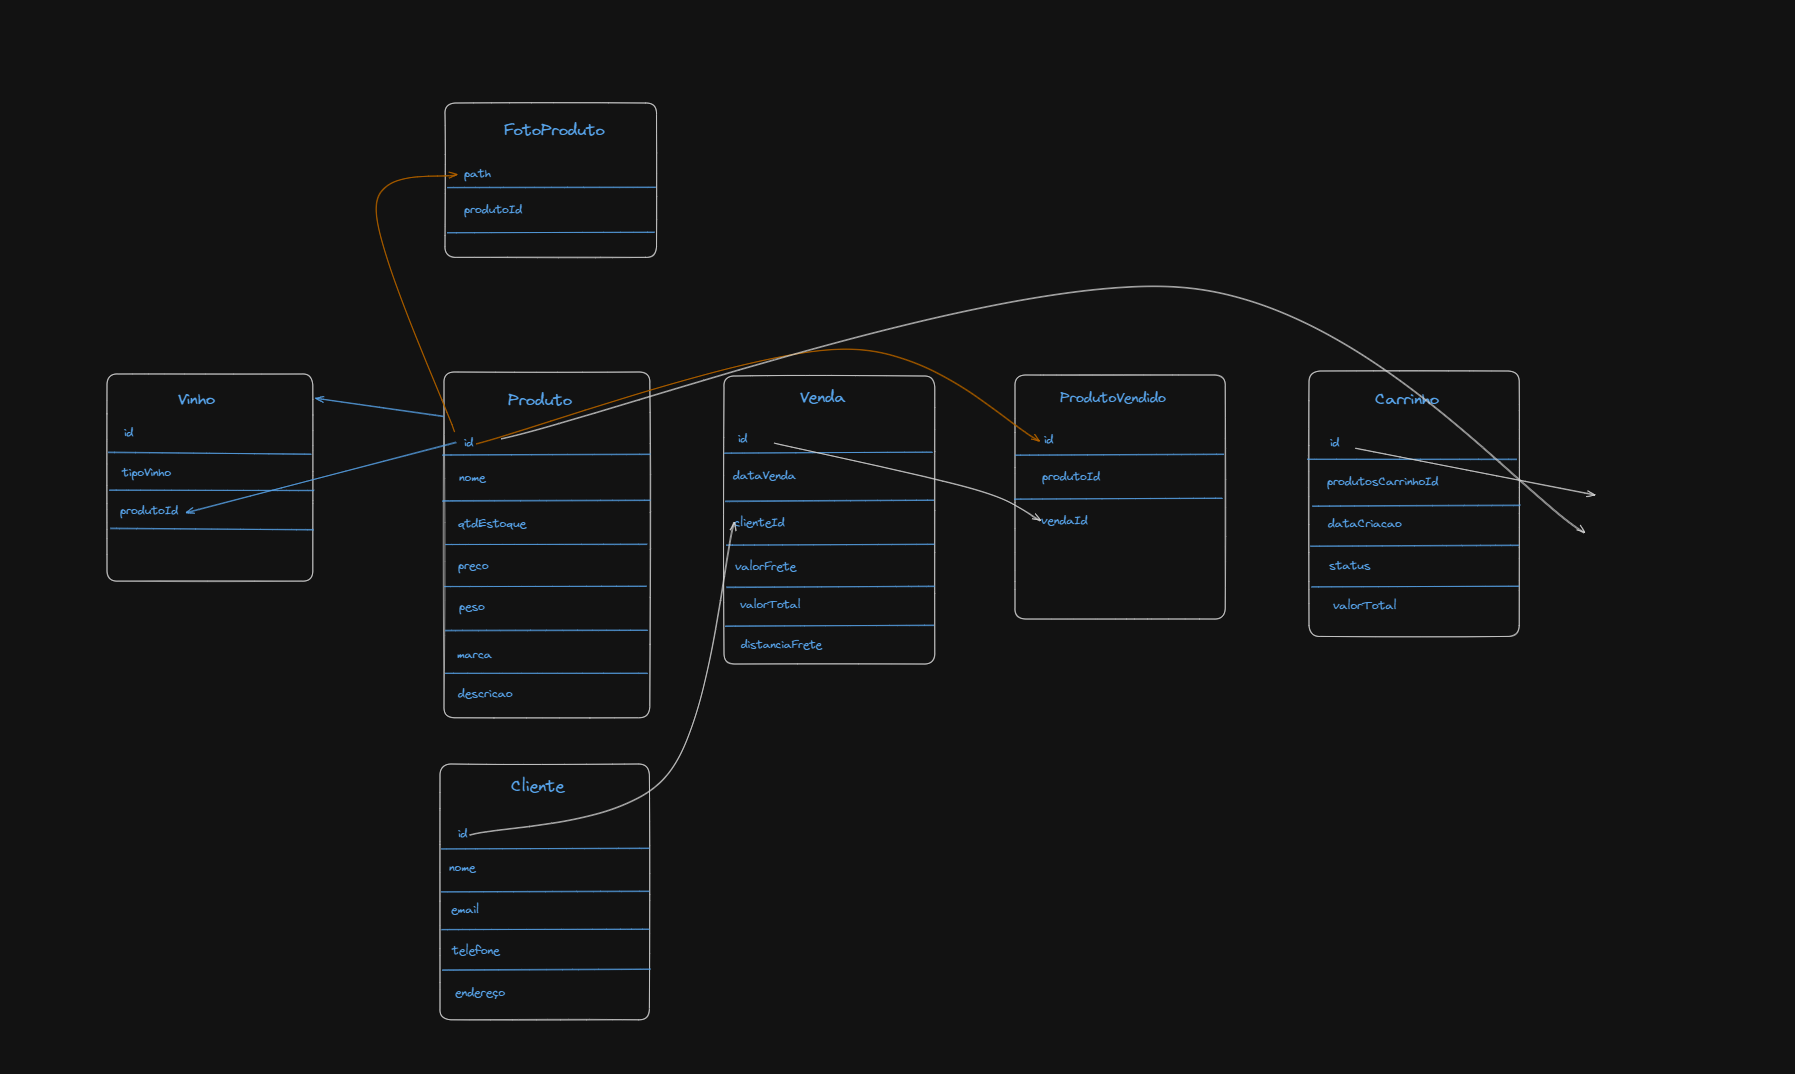 FotoProduto
path
produtoId
Vinho
id
tipoVinho
produtoId
Produto
id
nome
qtdEstoque
preco
peso
marca
descricao
Venda
id
dataVenda
clienteId
valorFrete
valorTotal
distanciaFrete
ProdutoVendido
id
produtoId
vendaId
Carrinho
id
produtosCarrinhoId
dataCriacao
status
valorTotal
Cliente
id
nome
email
telefone
endereço